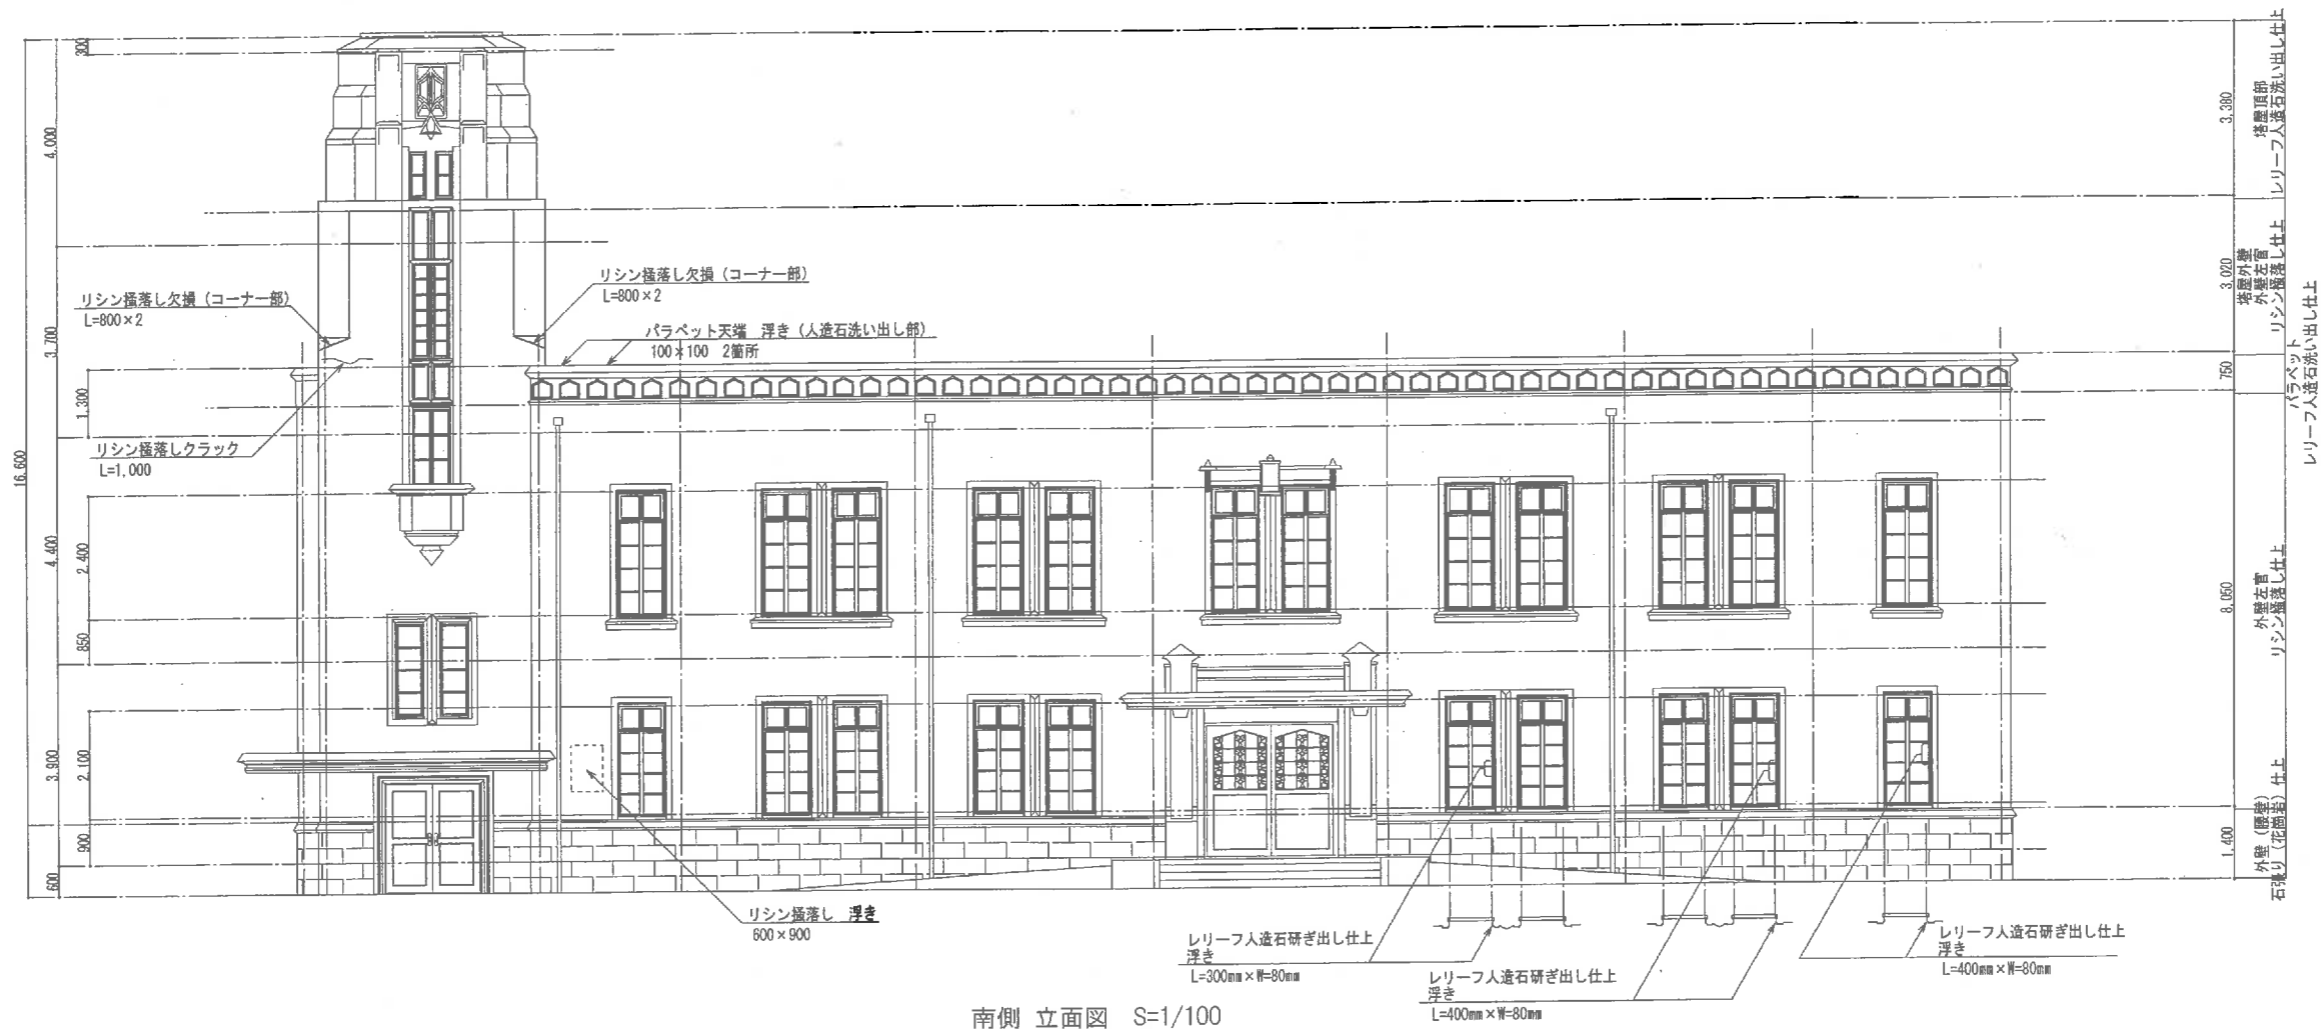 300
4,000
3,700
1,300
16,600
4,400
2,400
850
3,900
2,100
900
600
リシン掻落し欠損（コーナー部）
L=800×2
リシン掻落し欠損（コーナー部）
L=800×2
パラペット天端 浮き（人造石洗い出し部）
100×100 2箇所
リシン掻落しクラック
L=1,000
リシン掻落し 浮き
600×900
レリーフ人造石研ぎ出し仕上
浮き
L=300mm×W=80mm
レリーフ人造石研ぎ出し仕上
浮き
L=400mm×W=80mm
レリーフ人造石研ぎ出し仕上
浮き
L=400mm×W=80mm
3,380
塔屋頂部
レリーフ人造石洗い出し仕上
3,020
塔屋外壁
外壁左官
リシン掻落し仕上
750
パラペット
レリーフ人造石洗い出し仕上
8,050
外壁左官
リシン掻落し仕上
1,400
外壁（腰壁）
石張り（花崗岩）仕上
南側 立面図 S=1/100